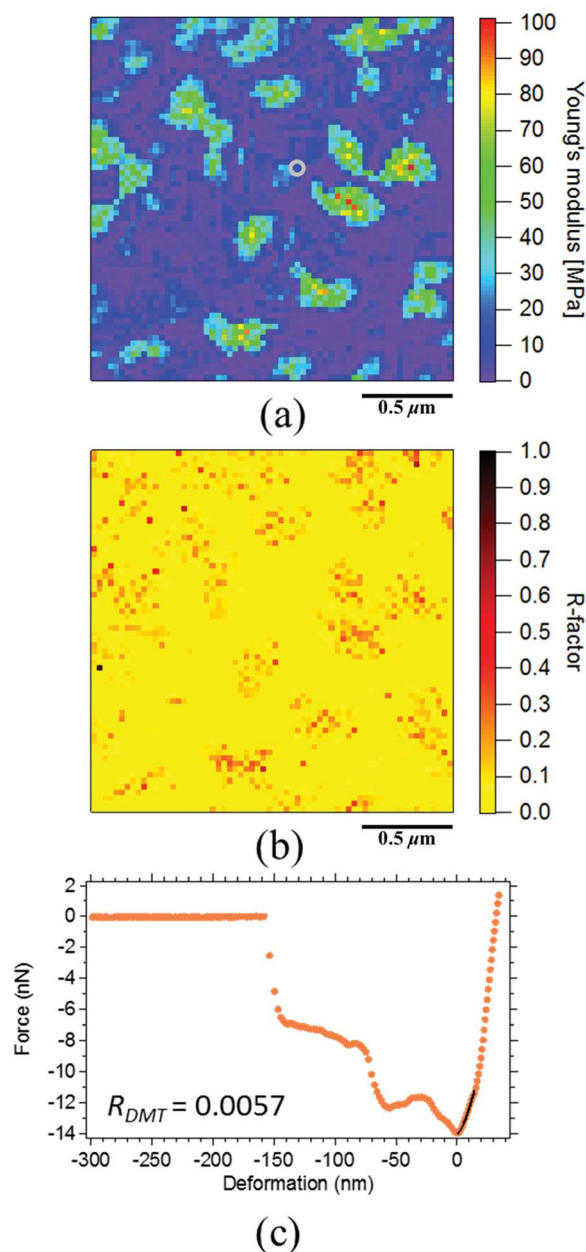 100
90
80
70
60
50
40
30
20
10
0
Young's modulus [MPa]
0.5 μm
(a)
1.0
0.9
0.8
0.7
0.6
0.5
0.4
0.3
0.2
0.1
0.0
R-factor
0.5 μm
(b)
2
0
-2
-4
-6
-8
-10
-12
-14
Force (nN)
R_DMT = 0.0057
-300 -250 -200 -150 -100 -50 0
Deformation (nm)
(c)